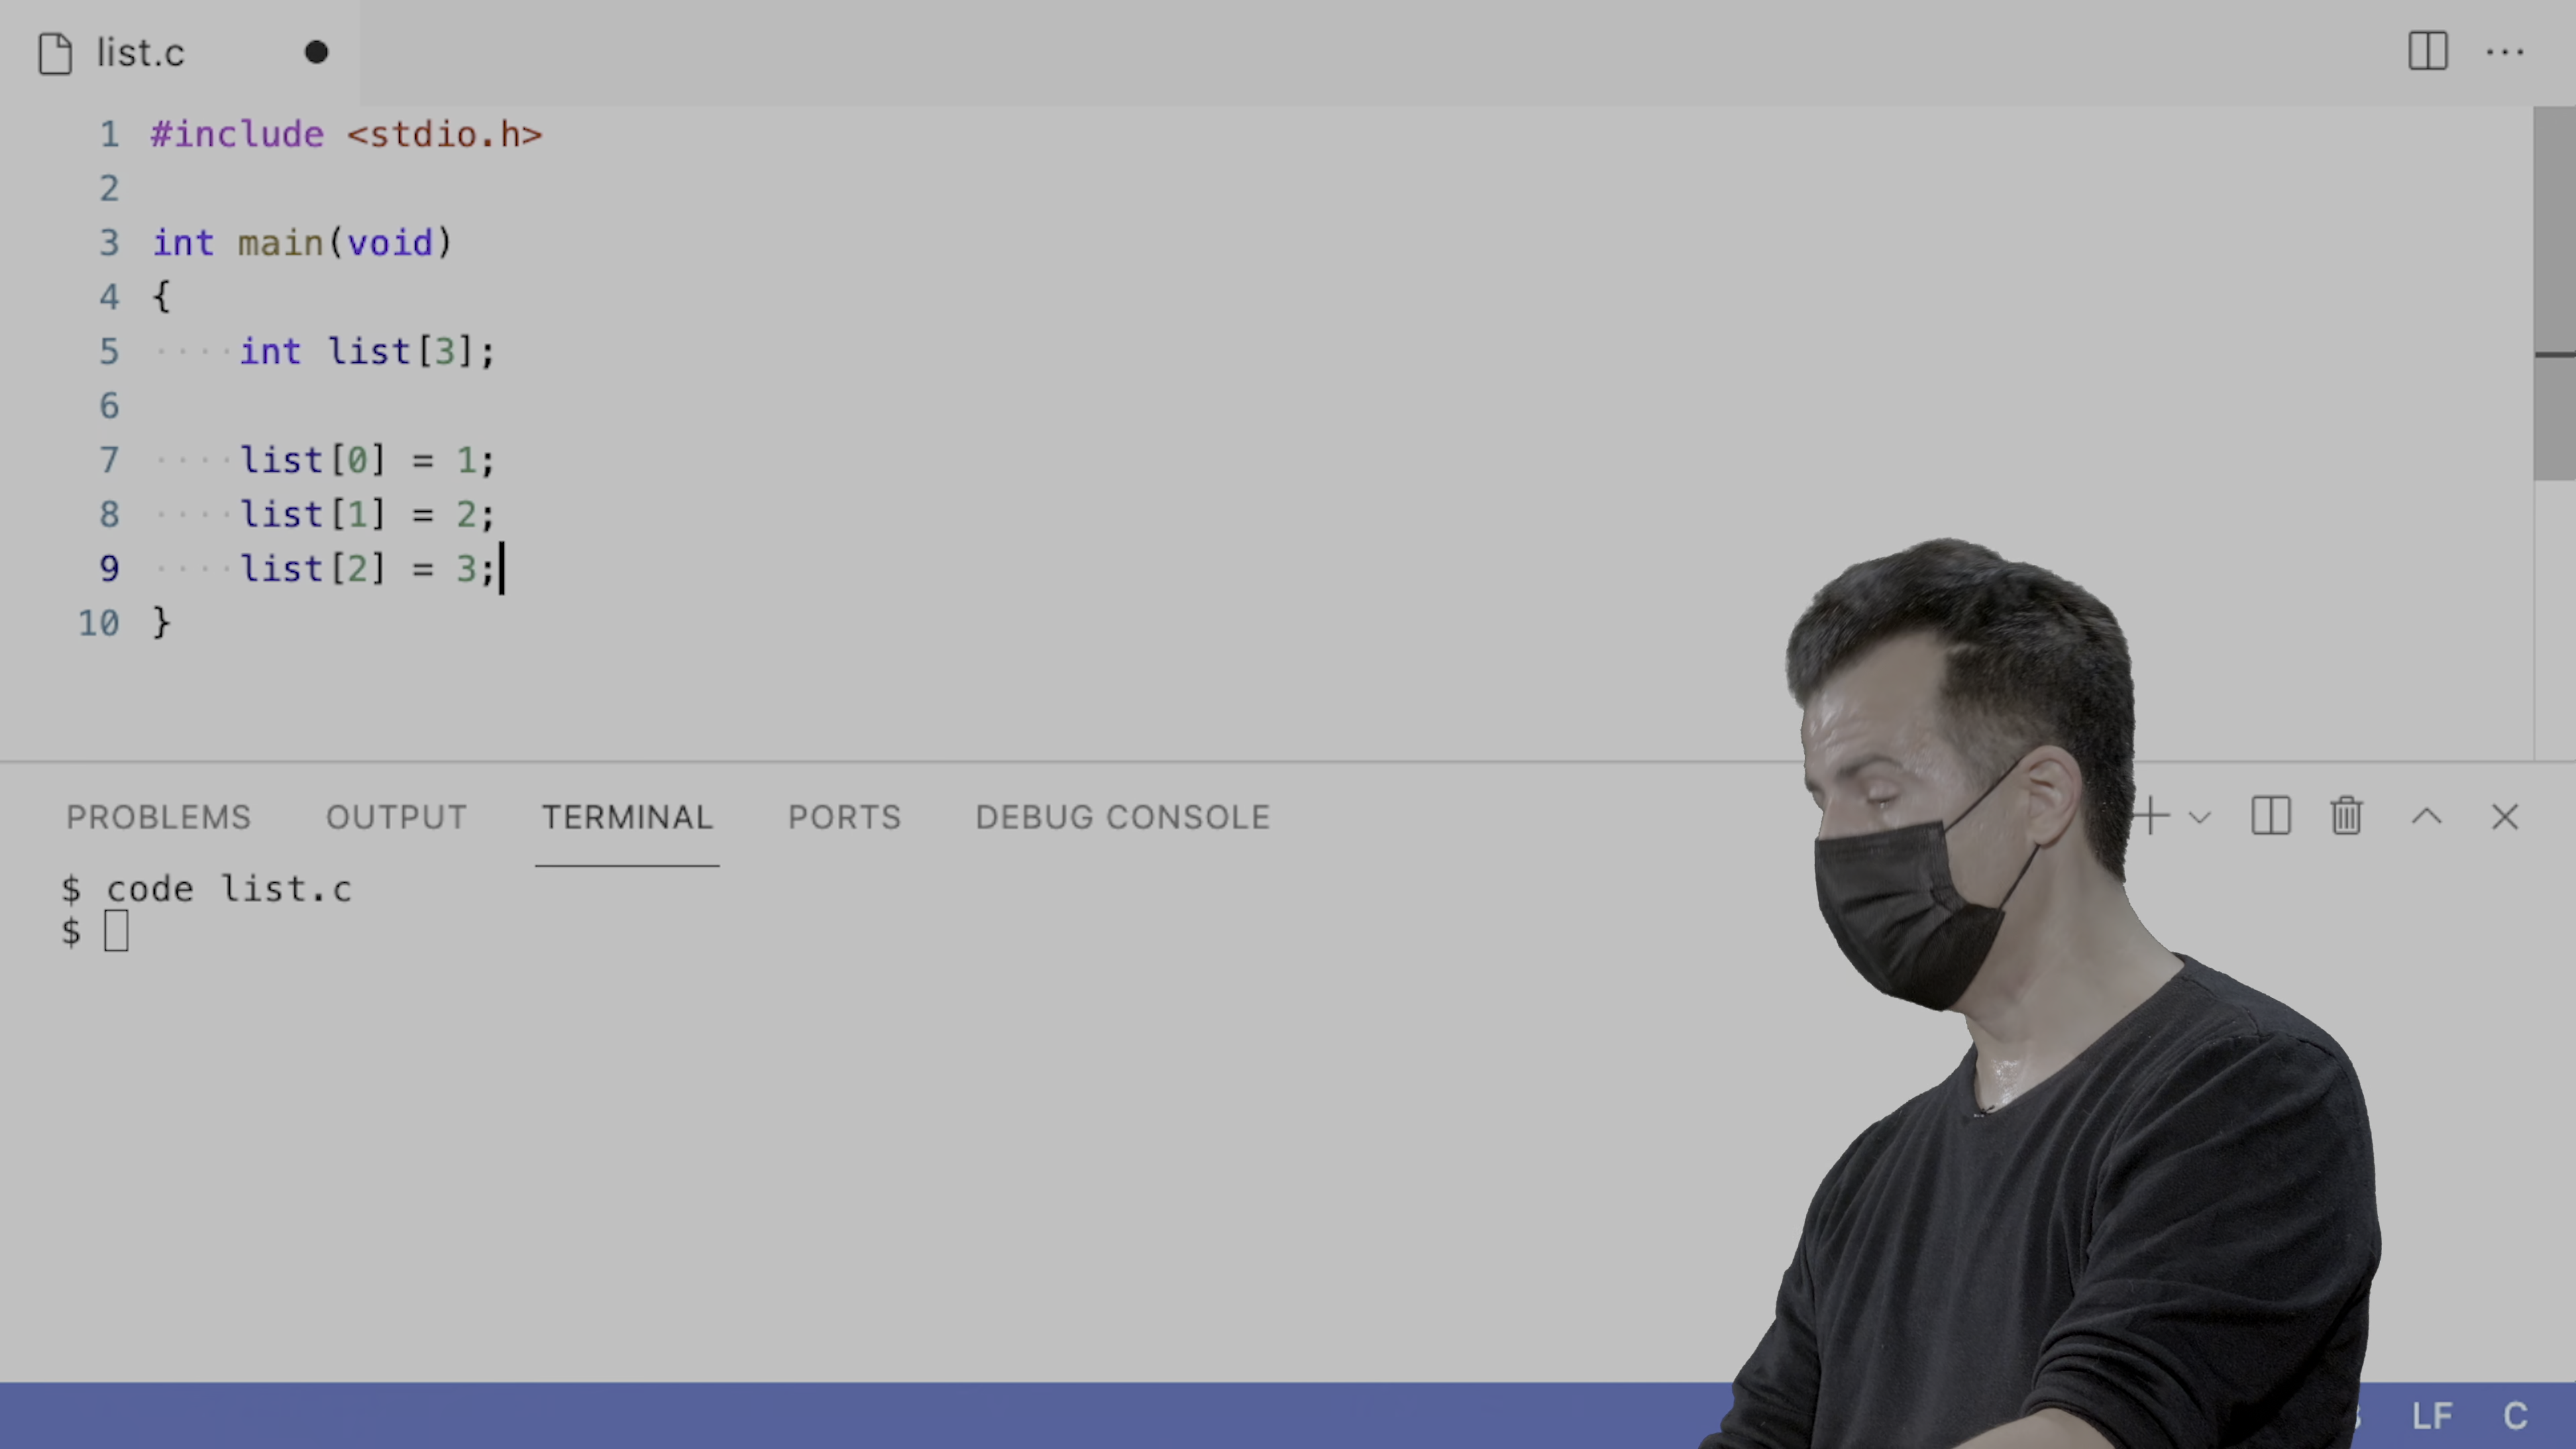 list.c
1 #include <stdio.h>
2
3 int main(void)
4 {
5 ····int list[3];
6
7 ····list[0] = 1;
8 ····list[1] = 2;
9 ····list[2] = 3;
10 }
PROBLEMS OUTPUT TERMINAL PORTS DEBUG CONSOLE
$ code list.c
$
LF C